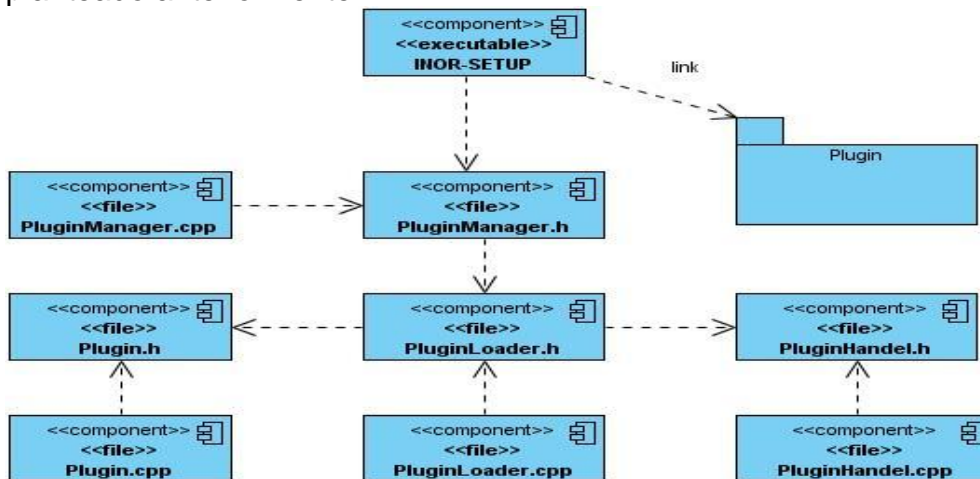 <<component>>
<<executable>>
INOR-SETUP
link
Plugin
<<component>>
<<file>>
PluginManager.cpp
<<component>>
<<file>>
PluginManager.h
<<component>>
<<file>>
Plugin.h
<<component>>
<<file>>
PluginLoader.h
<<component>>
<<file>>
PluginHandel.h
<<component>>
<<file>>
Plugin.cpp
<<component>>
<<file>>
PluginLoader.cpp
<<component>>
<<file>>
PluginHandel.cpp